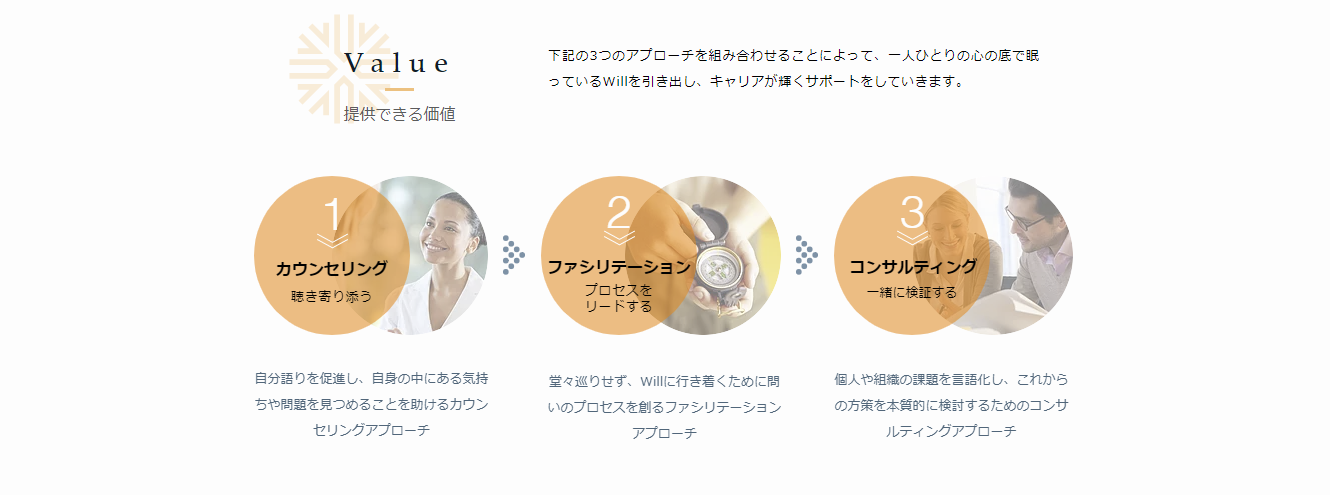 Value
提供できる価値
下記の3つのアプローチを組み合わせることによって、一人ひとりの心の底で眠
っているWillを引き出し、キャリアが輝くサポートをしていきます。
1
カウンセリング
聴き寄り添う
自分語りを促進し、自身の中にある気持
ちや問題を見つめることを助けるカウン
セリングアプローチ
2
ファシリテーション
プロセスを
リードする
堂々巡りせず、Willに行き着くために問
いのプロセスを創るファシリテーション
アプローチ
3
コンサルティング
一緒に検証する
個人や組織の課題を言語化し、これから
の方策を本質的に検討するためのコンサ
ルティングアプローチ